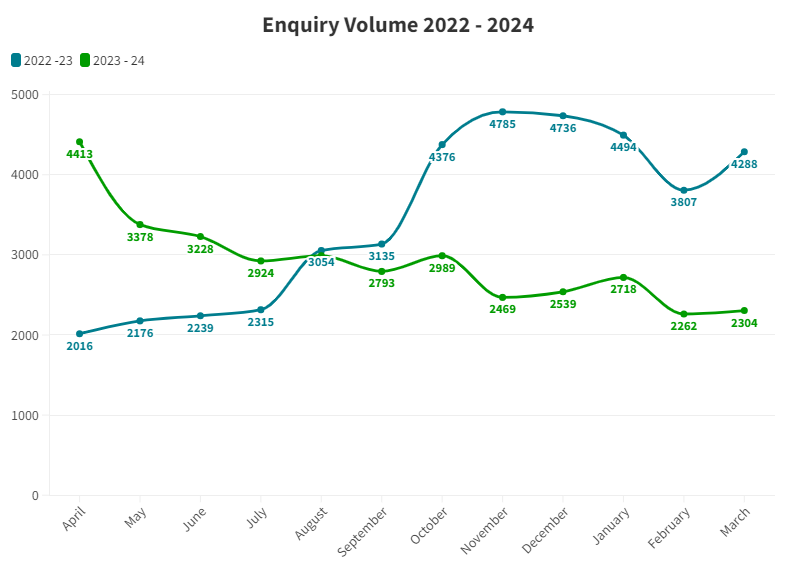 Enquiry Volume 2022 - 2024
2022 -23 2023 - 24
5000
4000
3000
2000
1000
0
4413 3378 3228 2924 2793 2989 2469 2539 2718 2262 2304
2016 2176 2239 2315 3054 3135 4376 4785 4736 4494 3807 4288
April May June July August September October November December January February March